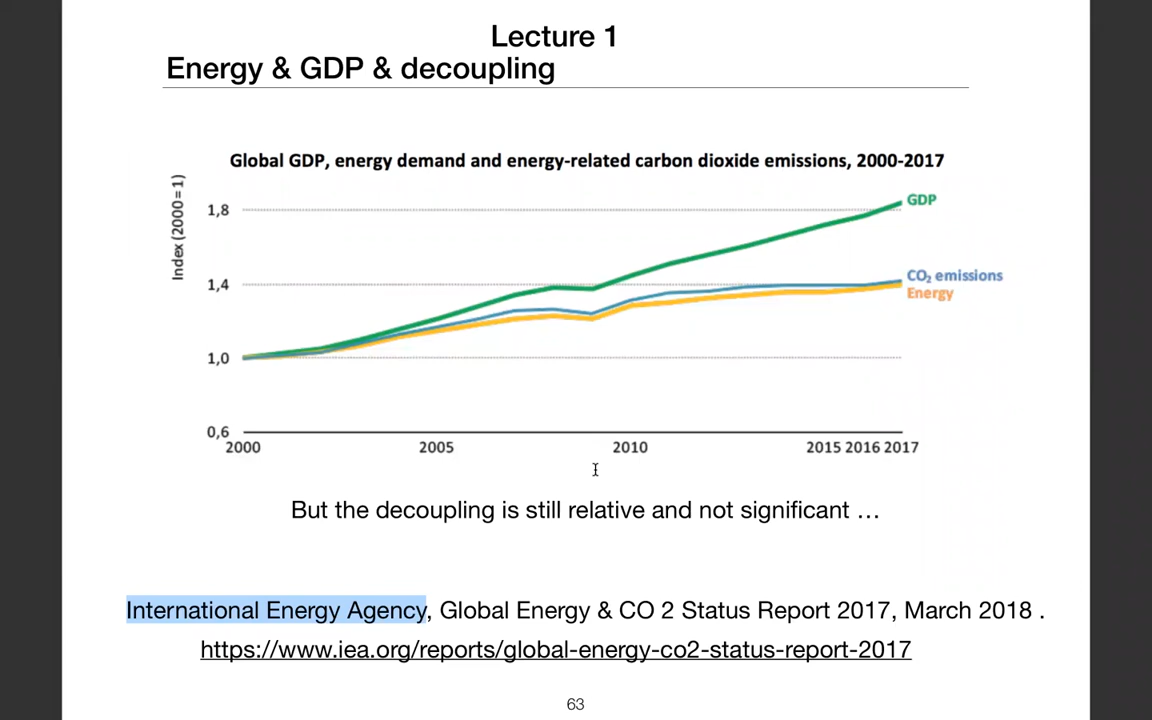 Lecture 1
Energy & GDP & decoupling
Global GDP, energy demand and energy-related carbon dioxide emissions, 2000-2017
Index (2000 = 1)
1,8
1,4
1,0
0,6
GDP
CO₂ emissions
Energy
2000 2005 2010 2015 2016 2017
But the decoupling is still relative and not significant …
International Energy Agency, Global Energy & CO 2 Status Report 2017, March 2018 .
https://www.iea.org/reports/global-energy-co2-status-report-2017
63